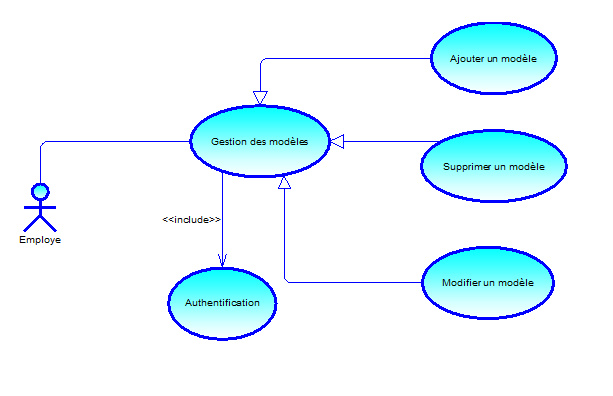 Ajouter un modèle
Gestion des modèles
Supprimer un modèle
<<include>>
Employe
Modifier un modèle
Authentification